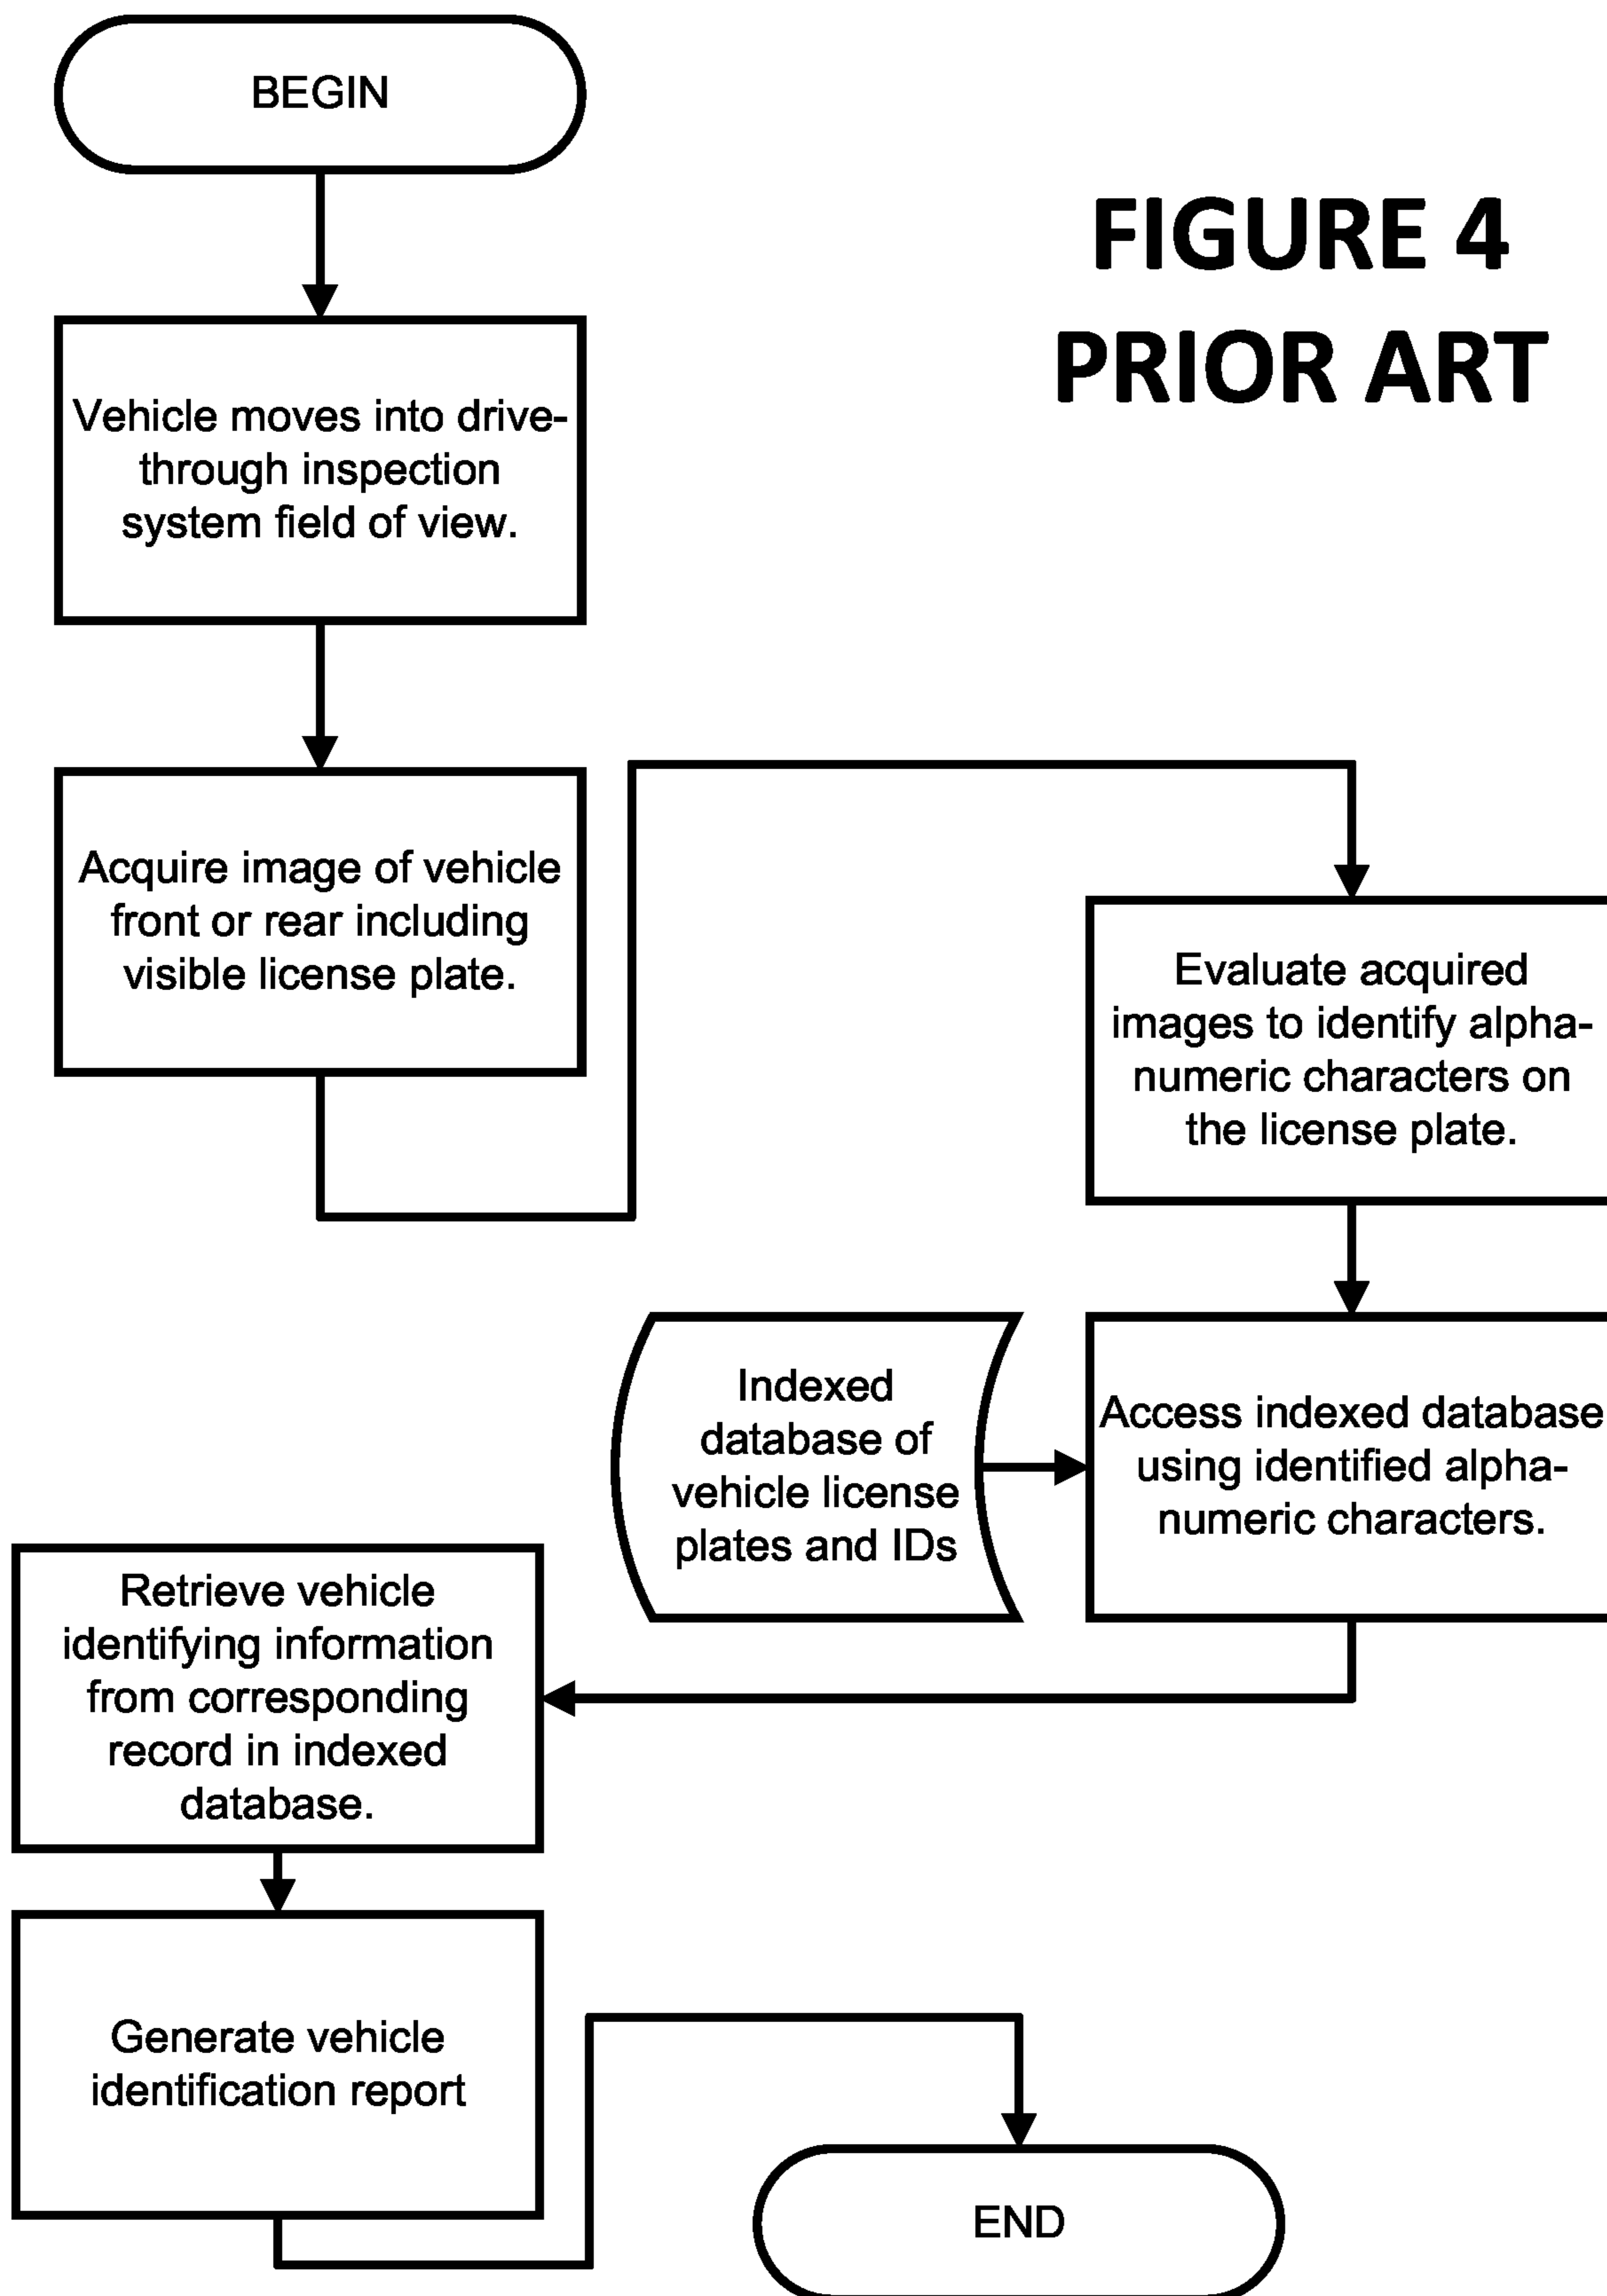 BEGIN
FIGURE 4
PRIOR ART
Vehicle moves into drive-
through inspection
system field of view.
Acquire image of vehicle
front or rear including
visible license plate.
Evaluate acquired
images to identify alpha-
numeric characters on
the license plate.
Indexed
database of
vehicle license
plates and IDs
Access indexed database
using identified alpha-
numeric characters.
Retrieve vehicle
identifying information
from corresponding
record in indexed
database.
Generate vehicle
identification report
END